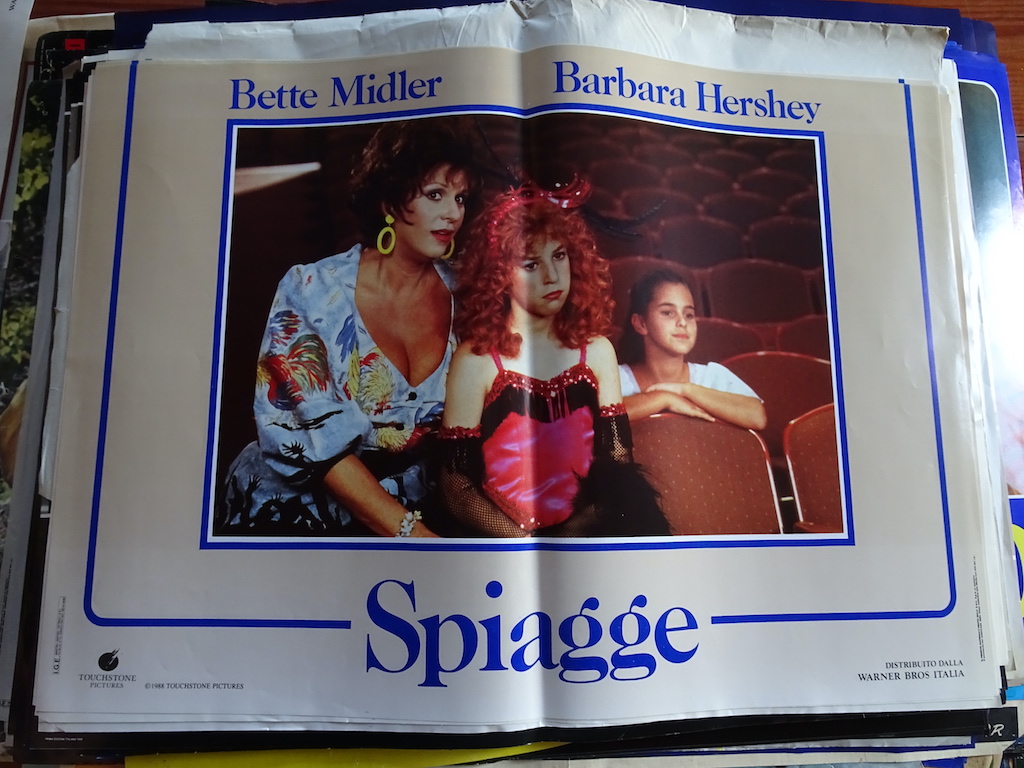 Bette Midler
Barbara Hershey
Spiagge
TOUCHSTONE
PICTURES
©1988 TOUCHSTONE PICTURES
DISTRIBUITO DALLA
WARNER BROS ITALIA
I.G.E.
R